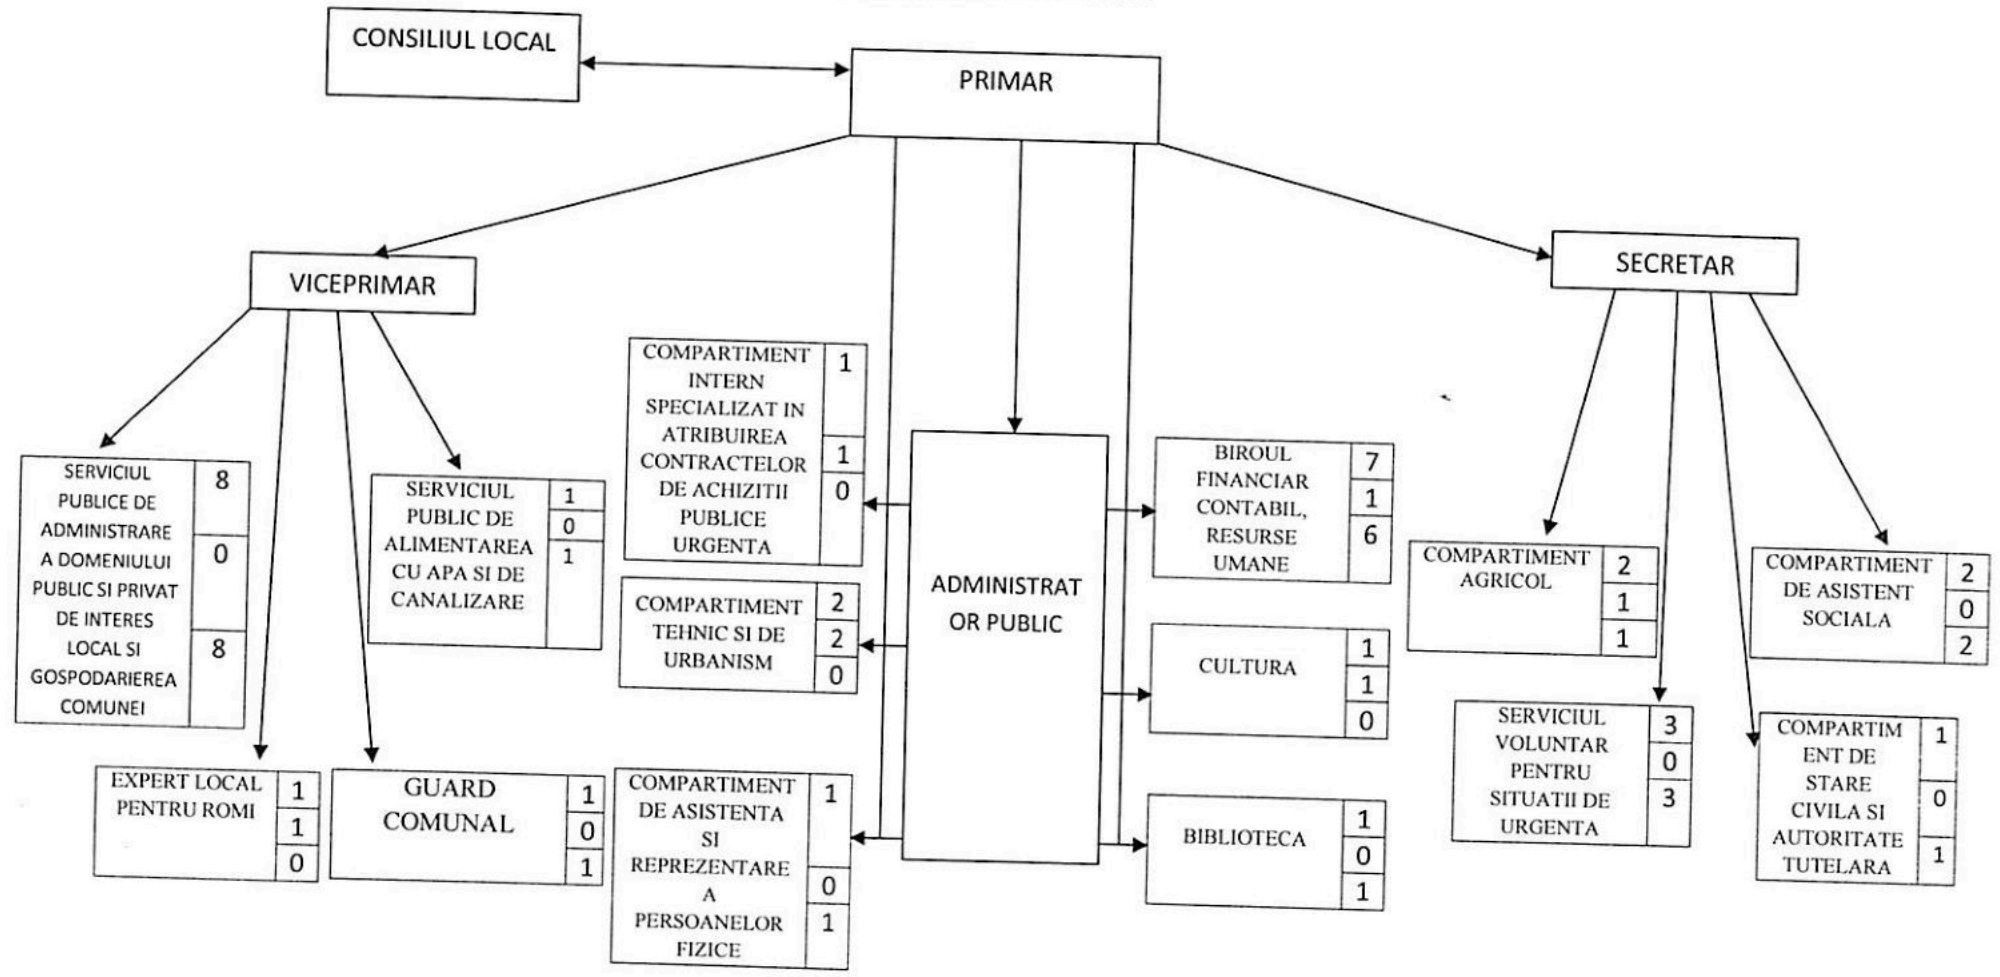 CONSILIUL LOCAL
PRIMAR
VICEPRIMAR
SECRETAR
SERVICIUL
PUBLICE DE
ADMINISTRARE
A DOMENIULUI
PUBLIC SI PRIVAT
DE INTERES
LOCAL SI
GOSPODARIEREA
COMUNEI
8
0
8
SERVICIUL
PUBLIC DE
ALIMENTAREA
CU APA SI DE
CANALIZARE
1
0
1
EXPERT LOCAL
PENTRU ROMI
1
1
0
GUARD
COMUNAL
1
0
1
COMPARTIMENT
INTERN
SPECIALIZAT IN
ATRIBUIREA
CONTRACTELOR
DE ACHIZITII
PUBLICE
URGENTA
1
1
0
COMPARTIMENT
TEHNIC SI DE
URBANISM
2
2
0
COMPARTIMENT
DE ASISTENTA
SI
REPREZENTARE
A
PERSOANELOR
FIZICE
1
0
1
ADMINISTRAT
OR PUBLIC
BIROUL
FINANCIAR
CONTABIL,
RESURSE
UMANE
7
1
6
CULTURA
1
1
0
BIBLIOTECA
1
0
1
COMPARTIMENT
AGRICOL
2
1
1
COMPARTIMENT
DE ASISTENT
SOCIALA
2
0
2
SERVICIUL
VOLUNTAR
PENTRU
SITUATII DE
URGENTA
3
0
3
COMPARTIM
ENT DE
STARE
CIVILA SI
AUTORITATE
TUTELARA
1
0
1